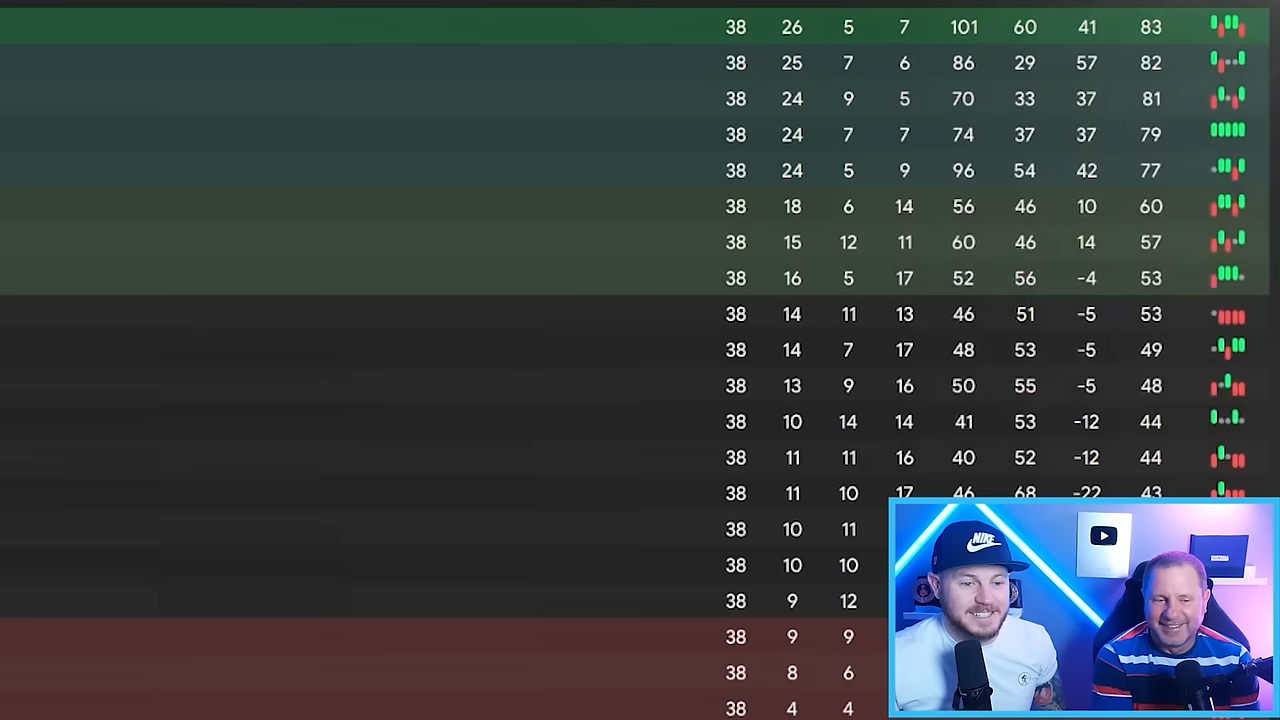 38 26 5 7 101 60 41 83
38 25 7 6 86 29 57 82
38 24 9 5 70 33 37 81
38 24 7 7 74 37 37 79
38 24 5 9 96 54 42 77
38 18 6 14 56 46 10 60
38 15 12 11 60 46 14 57
38 16 5 17 52 56 -4 53
38 14 11 13 46 51 -5 53
38 14 7 17 48 53 -5 49
38 13 9 16 50 55 -5 48
38 10 14 14 41 53 -12 44
38 11 11 16 40 52 -12 44
38 11 10 17 46 68 -22 43
38 10 11
38 10 10
38 9 12
38 9 9
38 8 6
38 4 4
NIKE